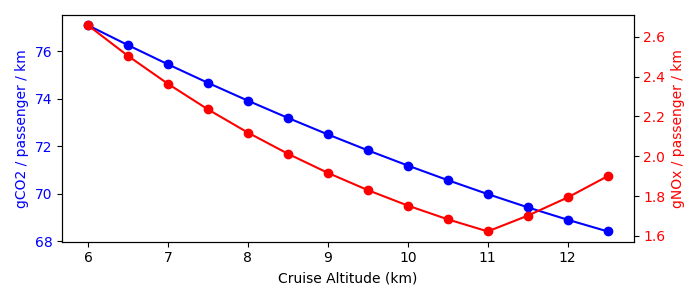 gCO2 / passenger / km
76
74
72
70
68
2.6
2.4
2.2
2.0
1.8
1.6
gNOx / passenger / km
6 7 8 9 10 11 12
Cruise Altitude (km)